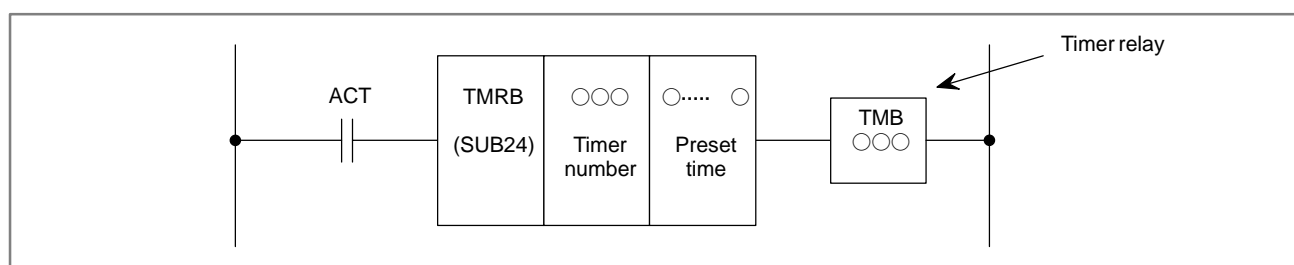 Timer relay
ACT
TMRB
(SUB24)
○○○
Timer
number
○..... ○
Preset
time
TMB
○○○